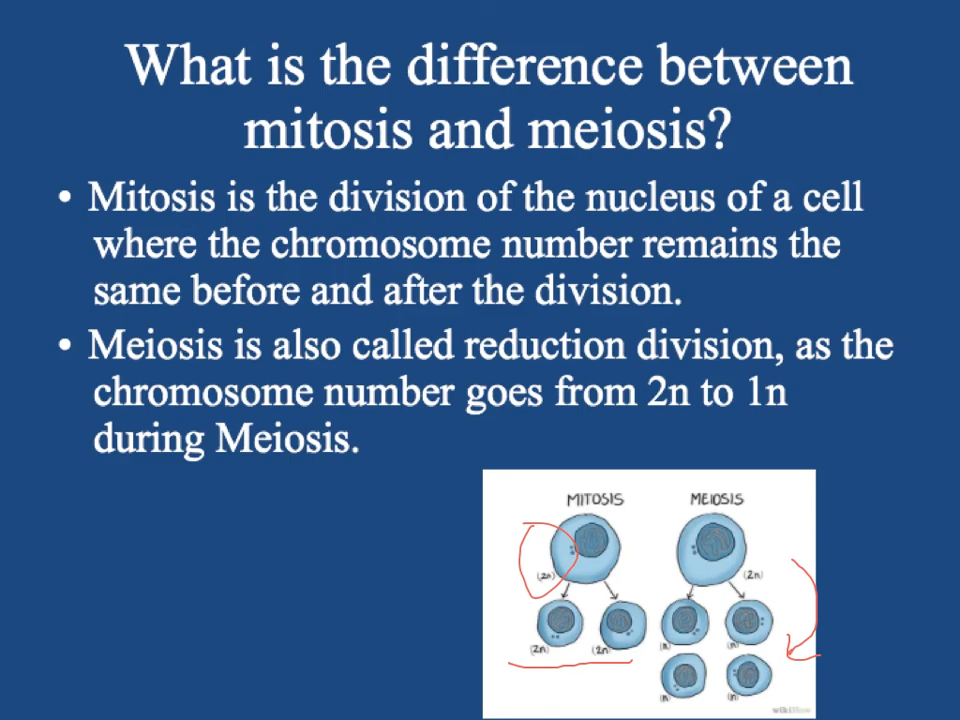 What is the difference between
mitosis and meiosis?
• Mitosis is the division of the nucleus of a cell
where the chromosome number remains the
same before and after the division.
• Meiosis is also called reduction division, as the
chromosome number goes from 2n to 1n
during Meiosis.
MITOSIS MEIOSIS
(2n) (2n)
(2n) (2n) (n) (n)
(n) (n)
wikiHow